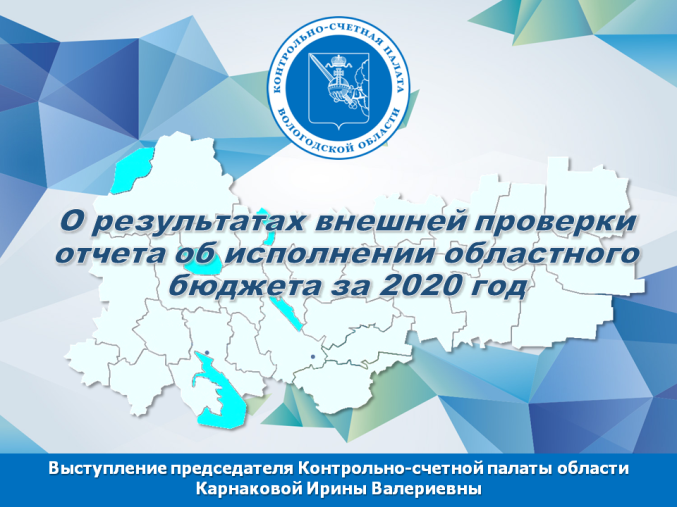 КОНТРОЛЬНО-СЧЕТНАЯ ПАЛАТА
ВОЛОГОДСКОЙ ОБЛАСТИ
О результатах внешней проверки
отчета об исполнении областного
бюджета за 2020 год
Выступление председателя Контрольно-счетной палаты области
Карнаковой Ирины Валериевны